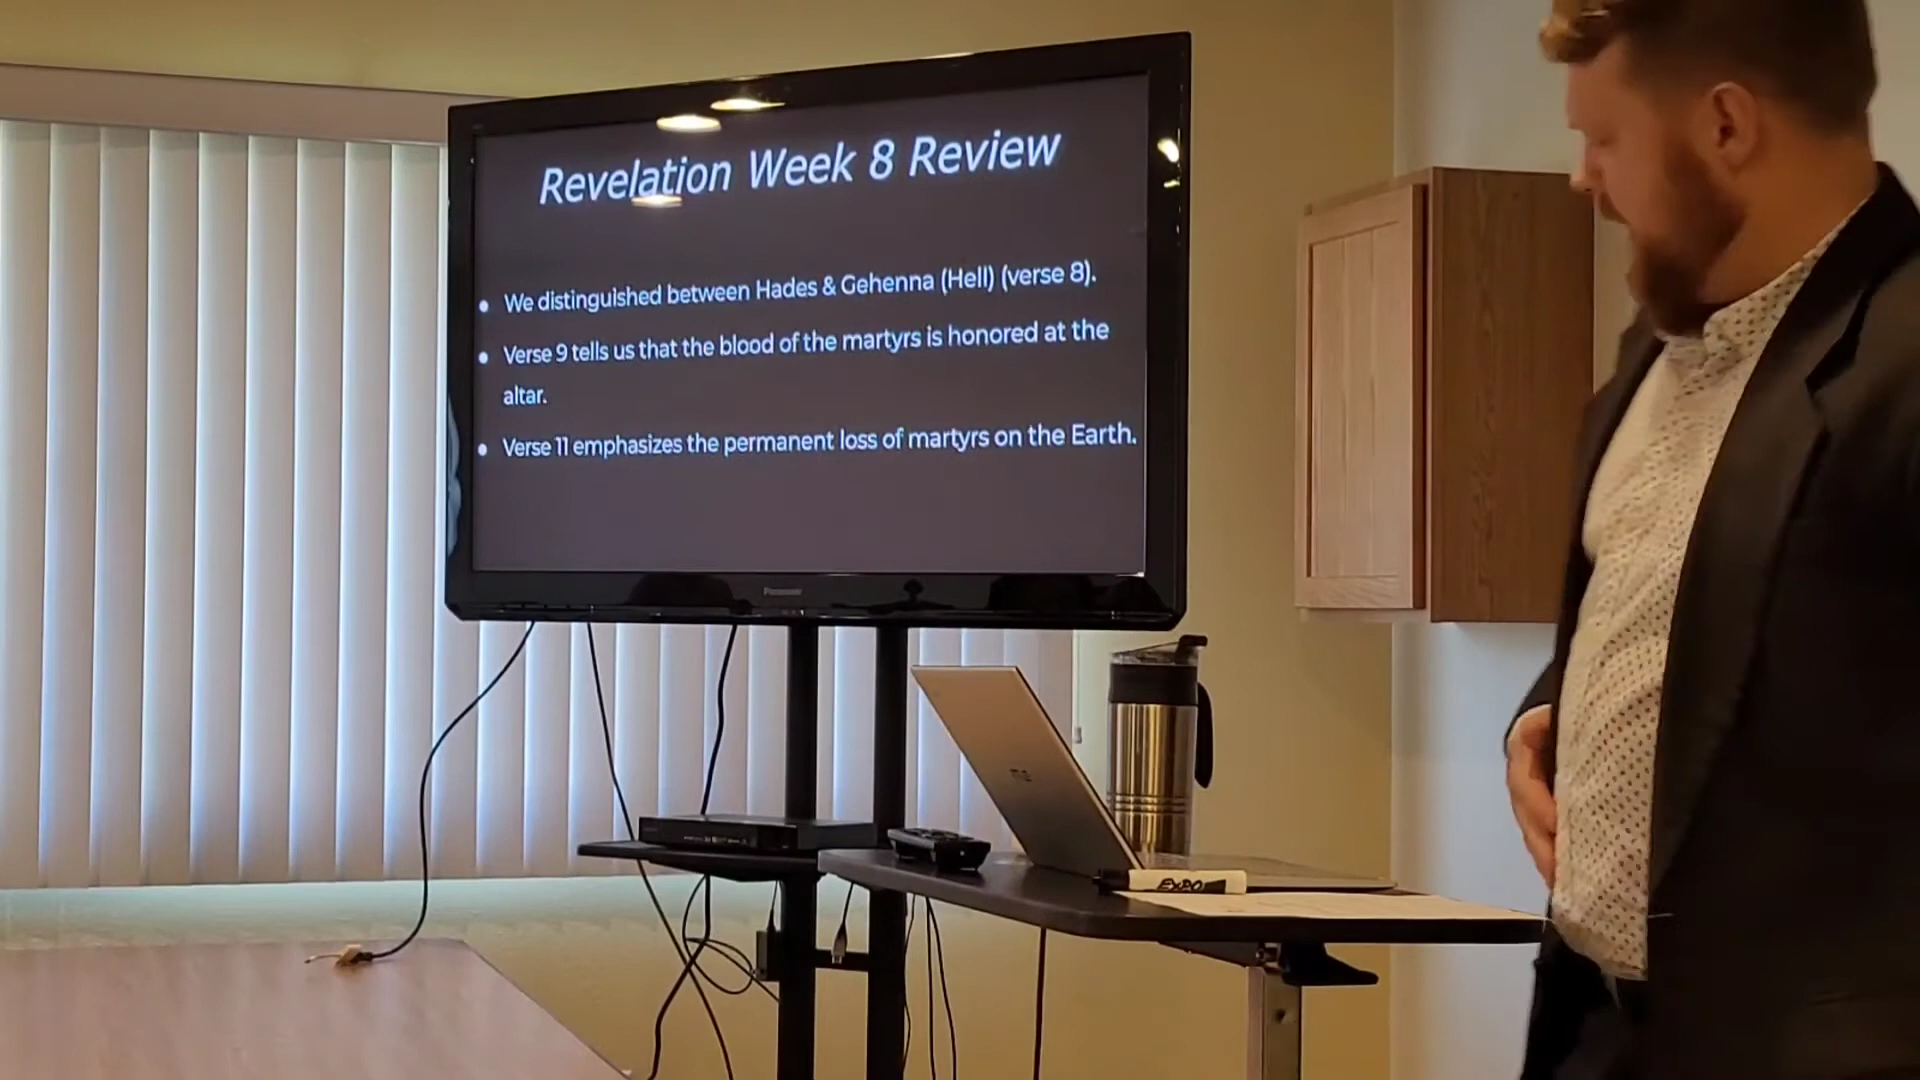 Revelation Week 8 Review
• We distinguished between Hades & Gehenna (Hell) (verse 8).
• Verse 9 tells us that the blood of the martyrs is honored at the
altar.
• Verse 11 emphasizes the permanent loss of martyrs on the Earth.
Panasonic
EXPO